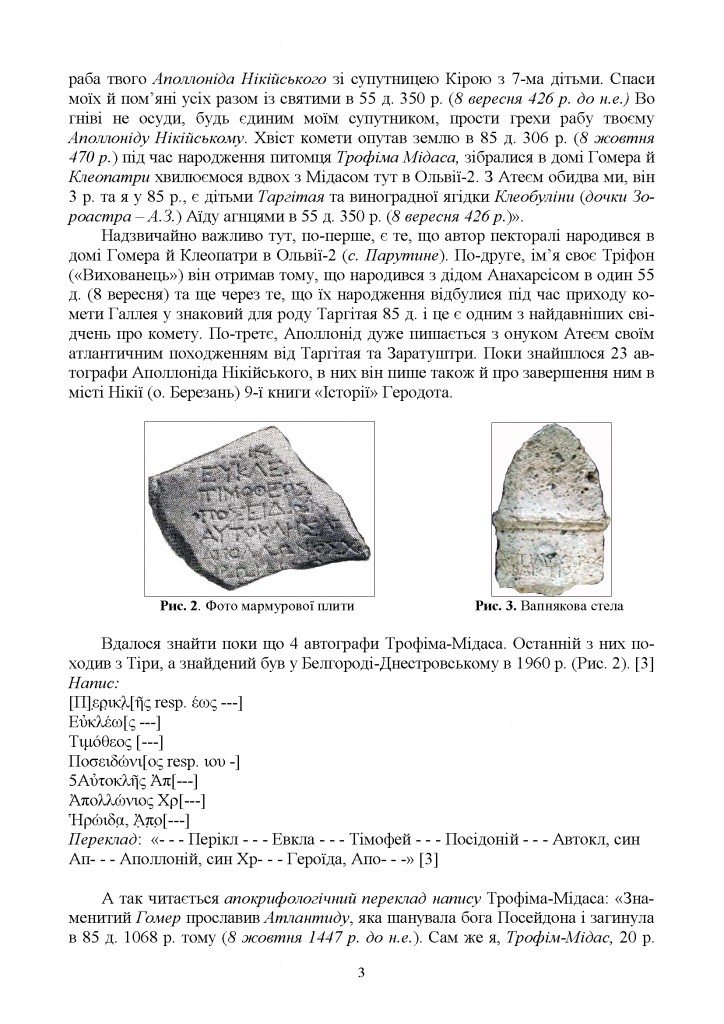 раба твого Аполлоніда Нікійського зі супутницею Кірою з 7-ма дітьми. Спаси
моїх й пом’яні усіх разом із святими в 55 д. 350 р. (8 вересня 426 р. до н.е.) Во
гніві не осуди, будь єдиним моїм супутником, прости грехи рабу твоєму
Аполлоніду Нікійському. Хвіст комети опутав землю в 85 д. 306 р. (8 жовтня
470 р.) під час народження питомця Трофіма Мідаса, зібралися в домі Гомера й
Клеопатри хвилюємося вдвох з Мідасом тут в Ольвії-2. З Атеєм обидва ми, він
3 р. та я у 85 р., є дітьми Таргітая та виноградної ягідки Клеобуліни (дочки Зо-
роастра – А.З.) Аїду агнцями в 55 д. 350 р. (8 вересня 426 р.)».
Надзвичайно важливо тут, по-перше, є те, що автор пекторалі народився в
домі Гомера й Клеопатри в Ольвії-2 (с. Парутине). По-друге, ім’я своє Тріфон
(«Вихованець») він отримав тому, що народився з дідом Анахарсісом в один 55
д. (8 вересня) та ще через те, що їх народження відбулися під час приходу ко-
мети Галлея у знаковий для роду Таргітая 85 д. і це є одним з найдавніших сві-
дчень про комету. По-третє, Аполлонід дуже пишається з онуком Атеєм своїм
атлантичним походженням від Таргітая та Заратуштри. Поки знайшлося 23 ав-
тографи Аполлоніда Нікійського, в них він пише також й про завершення ним в
місті Нікії (о. Березань) 9-ї книги «Історії» Геродота.
ΕΥΚΛΕ
ΤΙΜΟΘΕΟΣ
ΠΟΣΕΙΔ
ΑΥΤΟΚΛΗΣ
Рис. 2. Фото мармурової плити
Рис. 3. Вапнякова стела
Вдалося знайти поки що 4 автографи Трофіма-Мідаса. Останній з них по-
ходив з Тіри, а знайдений був у Белгороді-Днестровському в 1960 р. (Рис. 2). [3]
Напис:
[Π]ερικλ[ῆς resp. έως ---]
Εὐκλέω[ς ---]
Τιμόθεος [---]
Ποσειδώνι[ος resp. ιου -]
5Αὐτοκλῆς Ἀπ[---]
Ἀπολλώνιος Χρ[---]
Ἡρώιδα, Ἀ̣π̣ο̣[---]
Переклад: «- - - Перікл - - - Евкла - - - Тімофей - - - Посідоній - - - Автокл, син
Ап- - - Аполлоній, син Хр- - - Героїда, Апо- - -» [3]
А так читається апокрифологічний переклад напису Трофіма-Мідаса: «Зна-
менитий Гомер прославив Атлантиду, яка шанувала бога Посейдона і загинула
в 85 д. 1068 р. тому (8 жовтня 1447 р. до н.е.). Сам же я, Трофім-Мідас, 20 р.
3